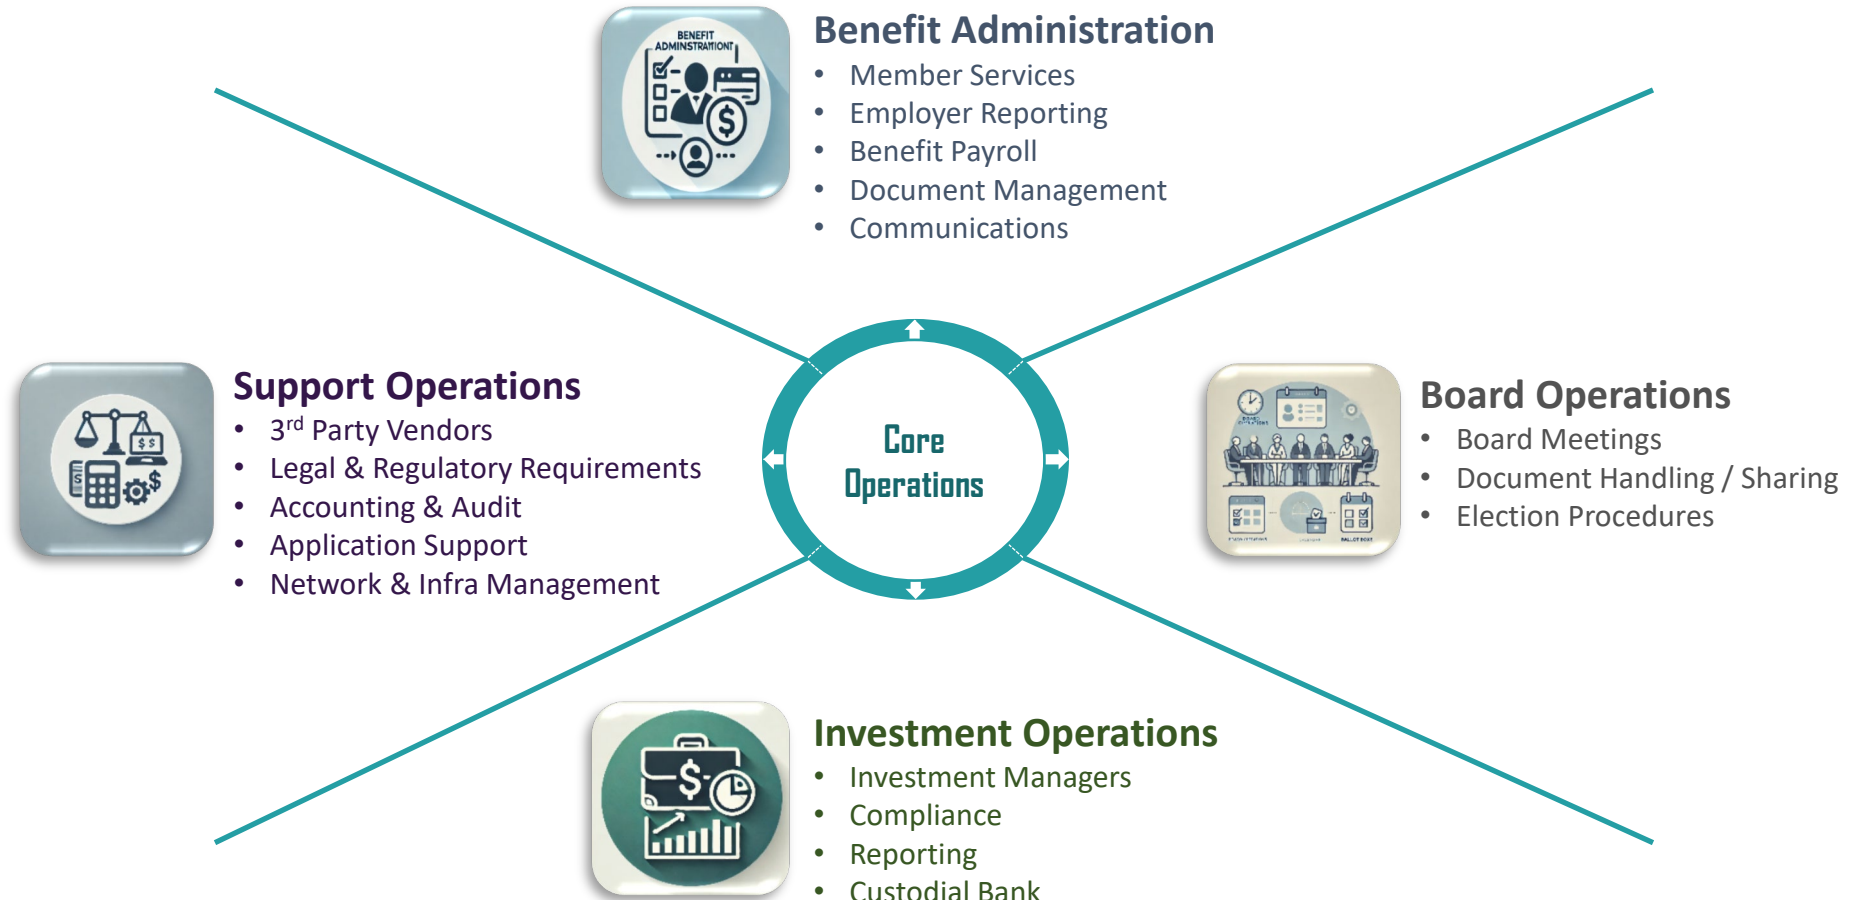 BENEFIT
ADMINSTRATIONT
Benefit Administration
• Member Services
• Employer Reporting
• Benefit Payroll
• Document Management
• Communications
Support Operations
• 3rd Party Vendors
• Legal & Regulatory Requirements
• Accounting & Audit
• Application Support
• Network & Infra Management
Core
Operations
Board Operations
• Board Meetings
• Document Handling / Sharing
• Election Procedures
BALLOT
Investment Operations
• Investment Managers
• Compliance
• Reporting
• Custodial Bank